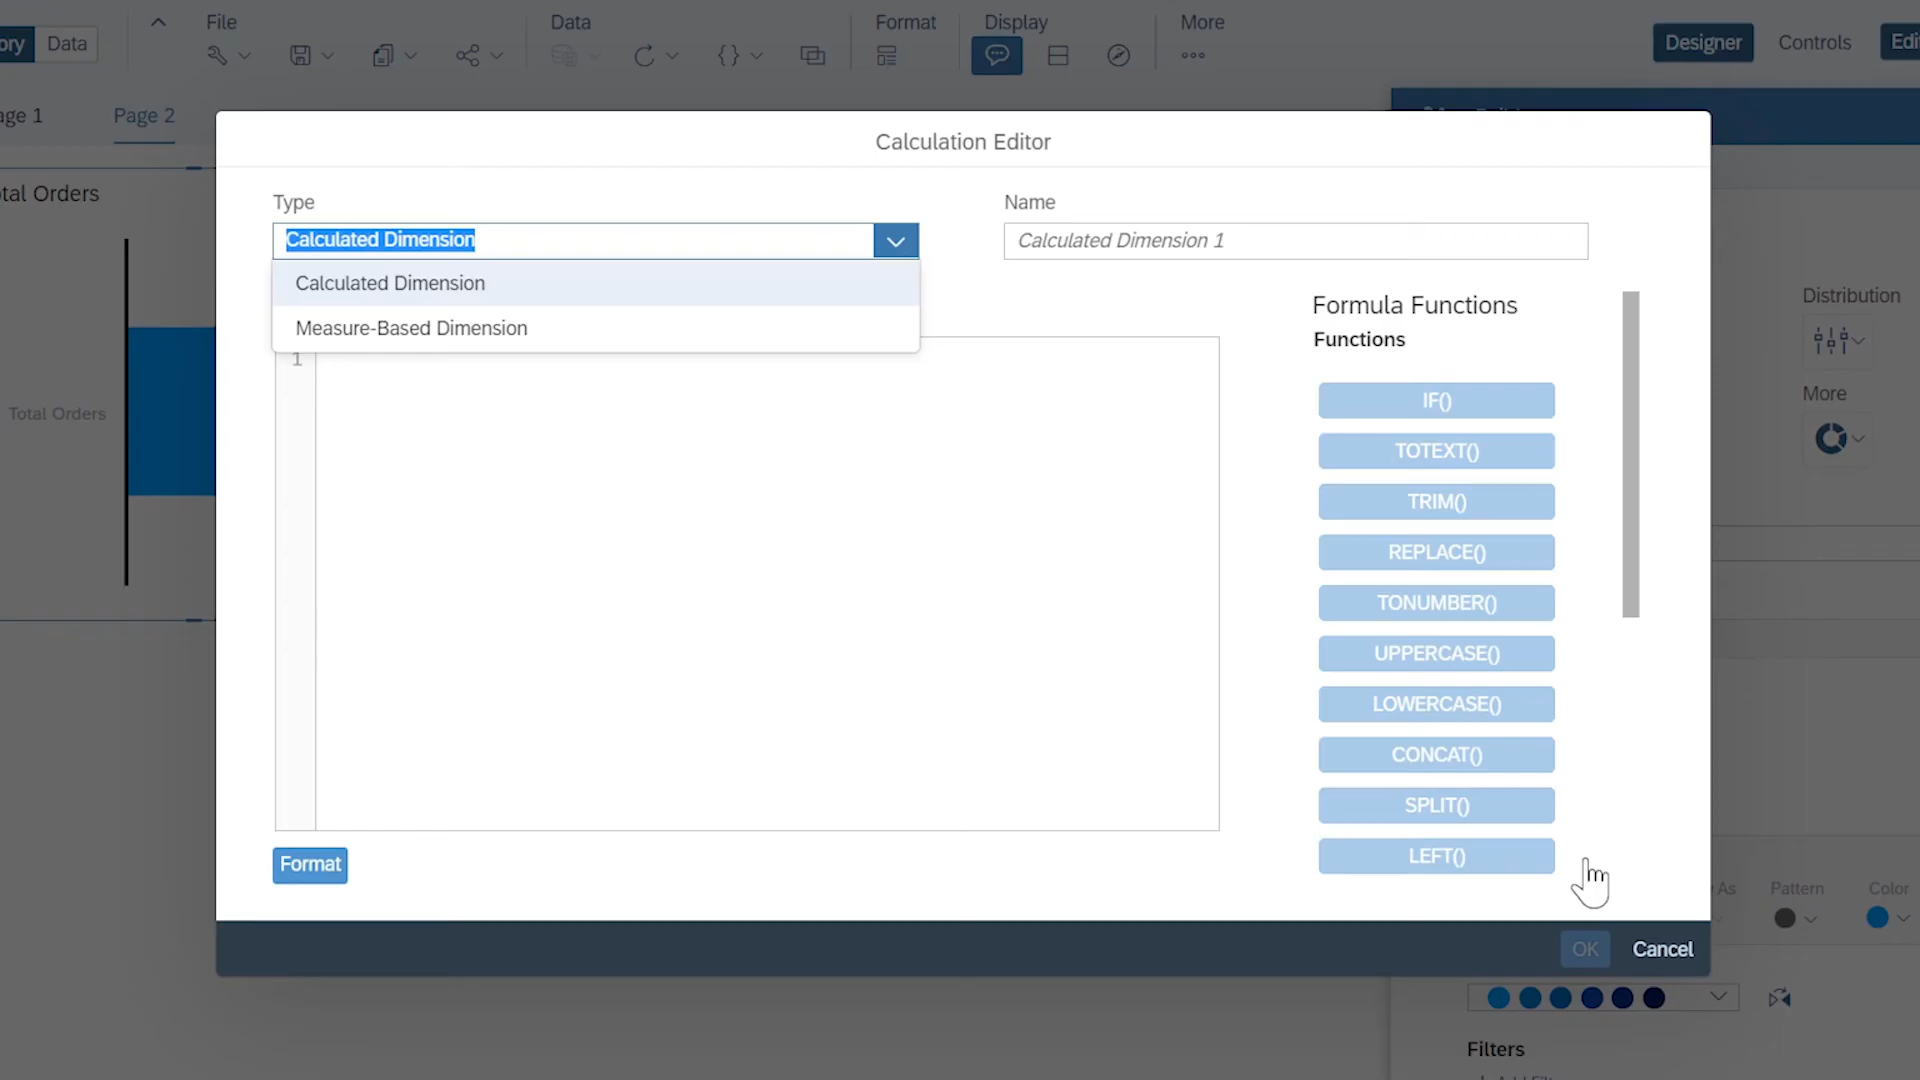 File
Data
Format
Display
More
ory
Data
Designer
Controls
Edi
age 1
Page 2
Calculation Editor
tal Orders
Type
Name
Calculated Dimension
Calculated Dimension 1
Calculated Dimension
Measure-Based Dimension
1
Formula Functions
Functions
IF()
TOTEXT()
TRIM()
REPLACE()
TONUMBER()
UPPERCASE()
LOWERCASE()
CONCAT()
SPLIT()
LEFT()
Total Orders
Distribution
More
Format
As
Pattern
Color
OK
Cancel
Filters